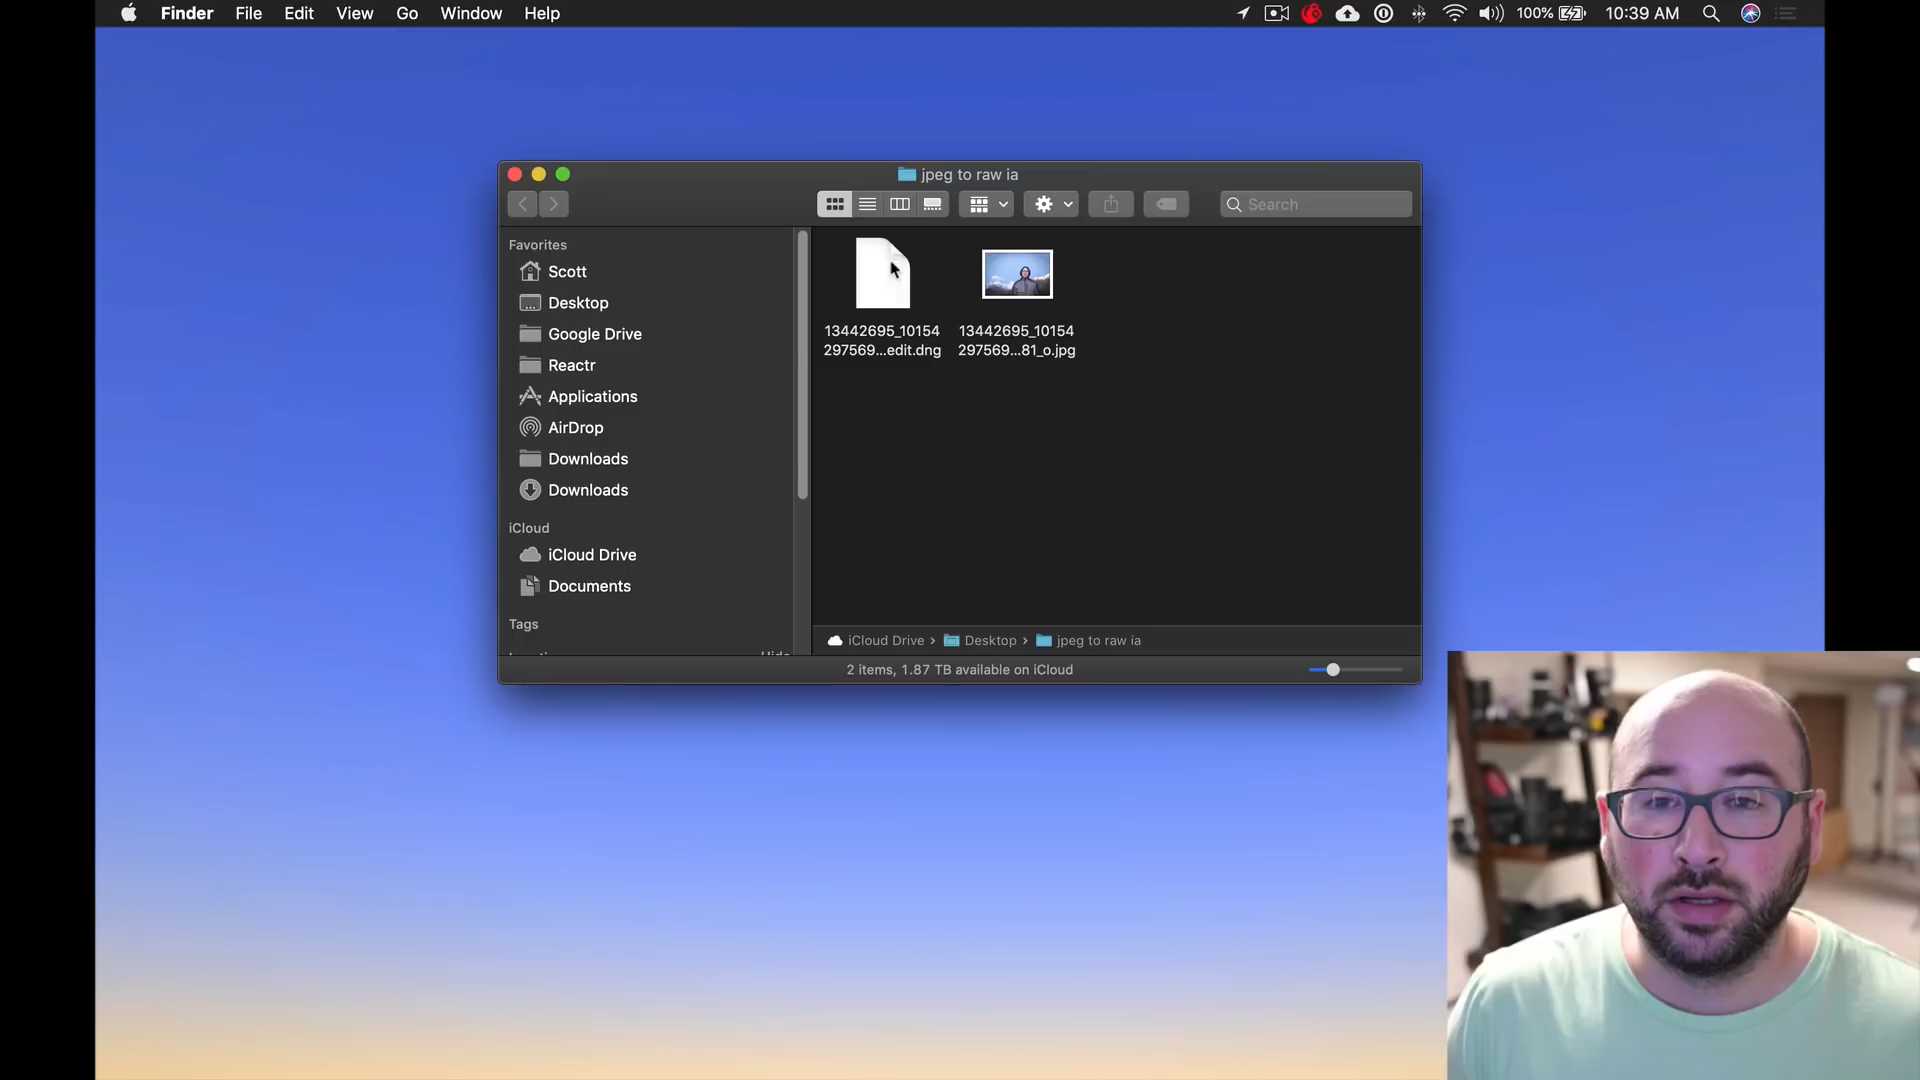 Finder File Edit View Go Window Help 100% 10:39 AM
jpeg to raw ia
Search
Favorites
Scott
Desktop
Google Drive
Reactr
Applications
AirDrop
Downloads
Downloads
iCloud
iCloud Drive
Documents
Tags
13442695_10154
297569...edit.dng
13442695_10154
297569...81_o.jpg
iCloud Drive › Desktop › jpeg to raw ia
2 items, 1.87 TB available on iCloud